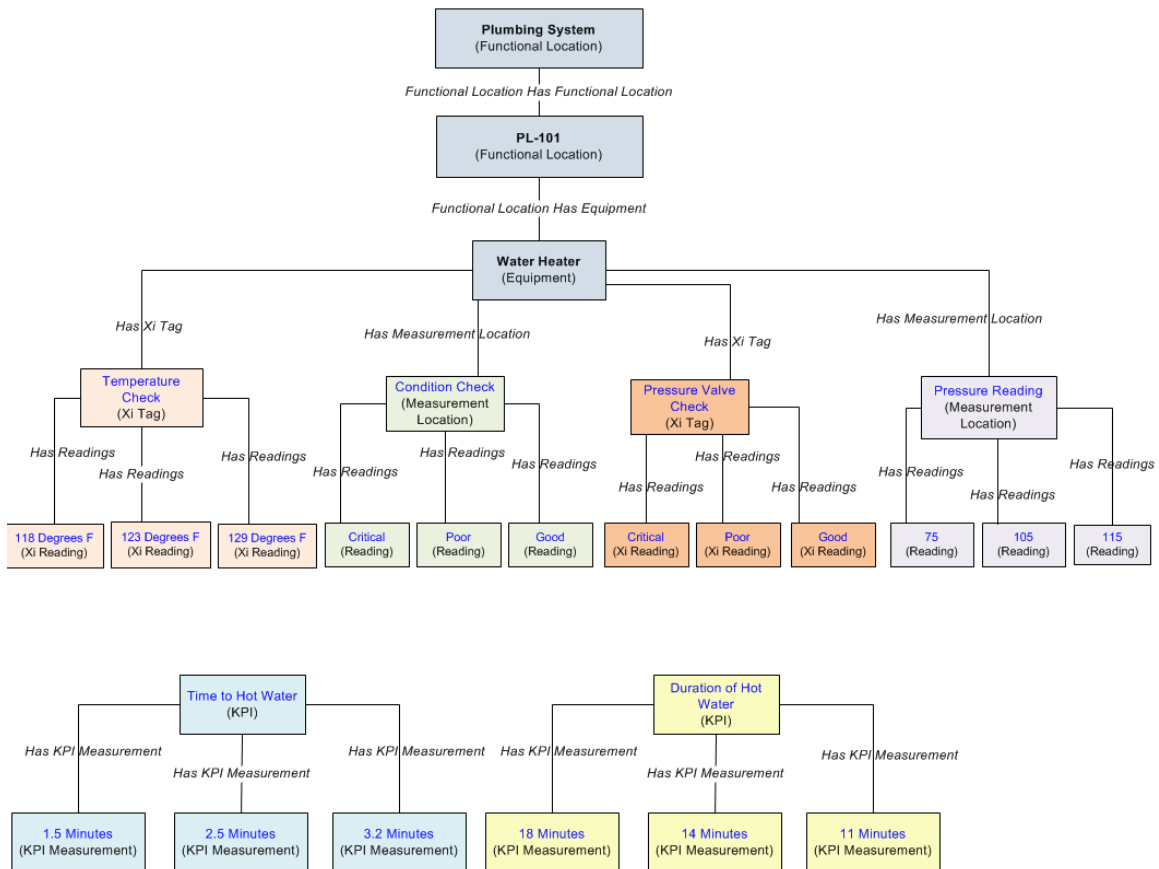 Plumbing System
(Functional Location)
Functional Location Has Functional Location
PL-101
(Functional Location)
Functional Location Has Equipment
Water Heater
(Equipment)
Has Xi Tag
Has Measurement Location
Has Xi Tag
Has Measurement Location
Temperature
Check
(Xi Tag)
Condition Check
(Measurement
Location)
Pressure Valve
Check
(Xi Tag)
Pressure Reading
(Measurement
Location)
Has Readings
Has Readings
Has Readings
Has Readings
Has Readings
Has Readings
Has Readings
Has Readings
Has Readings
Has Readings
Has Readings
Has Readings
118 Degrees F
(Xi Reading)
123 Degrees F
(Xi Reading)
129 Degrees F
(Xi Reading)
Critical
(Reading)
Poor
(Reading)
Good
(Reading)
Critical
(Xi Reading)
Poor
(Xi Reading)
Good
(Xi Reading)
75
(Reading)
105
(Reading)
115
(Reading)
Time to Hot Water
(KPI)
Duration of Hot
Water
(KPI)
Has KPI Measurement
Has KPI Measurement
Has KPI Measurement
Has KPI Measurement
Has KPI Measurement
Has KPI Measurement
1.5 Minutes
(KPI Measurement)
2.5 Minutes
(KPI Measurement)
3.2 Minutes
(KPI Measurement)
18 Minutes
(KPI Measurement)
14 Minutes
(KPI Measurement)
11 Minutes
(KPI Measurement)